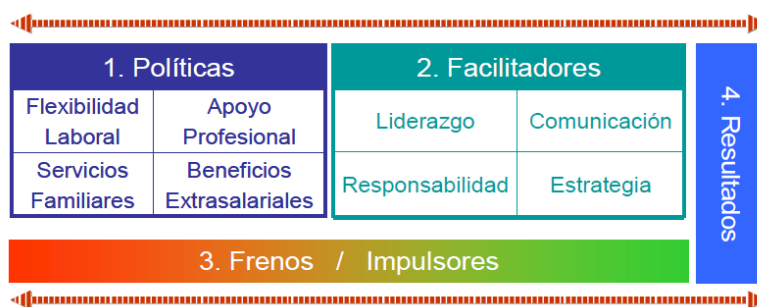 1. Políticas
2. Facilitadores
Flexibilidad
Laboral
Apoyo
Profesional
Liderazgo
Comunicación
Servicios
Familiares
Beneficios
Extrasalariales
Responsabilidad
Estrategia
3. Frenos / Impulsores
4. Resultados